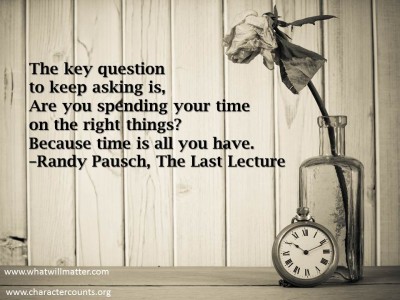 The key question
to keep asking is,
Are you spending your time
on the right things?
Because time is all you have.
–Randy Pausch, The Last Lecture
www.whatwillmatter.com
www.charactercounts.org